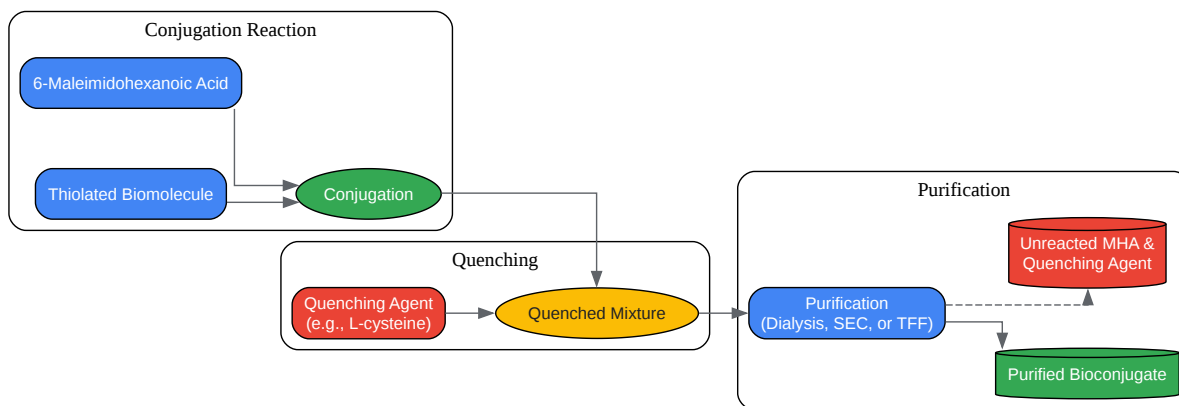 Conjugation Reaction
6-Maleimidohexanoic Acid
Thiolated Biomolecule
Conjugation
Quenching
Quenching Agent
(e.g., L-cysteine)
Quenched Mixture
Purification
Purification
(Dialysis, SEC, or TFF)
Unreacted MHA &
Quenching Agent
Purified Bioconjugate